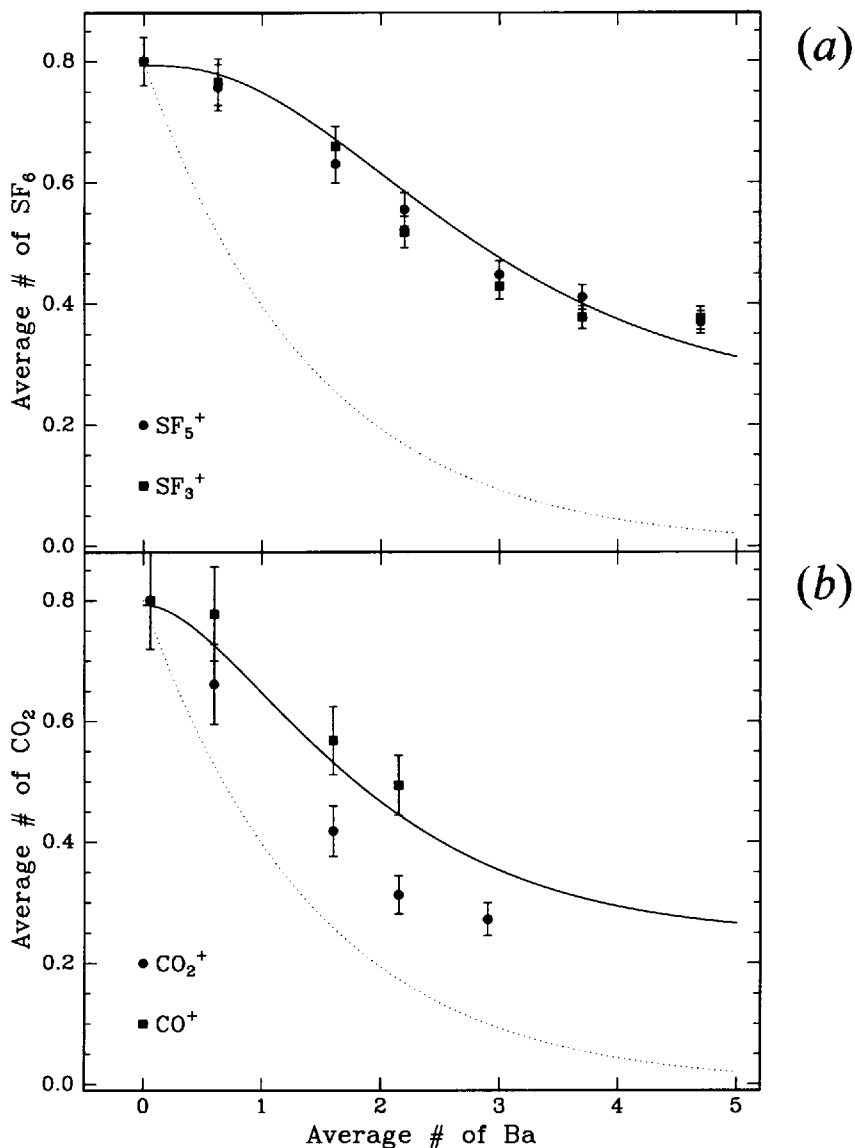 (a)
0.8
0.6
0.4
0.2
0.0
Average # of SF₆
SF₅⁺
SF₃⁺
(b)
0.8
0.6
0.4
0.2
0.0
Average # of CO₂
CO₂⁺
CO⁺
0 1 2 3 4 5
Average # of Ba